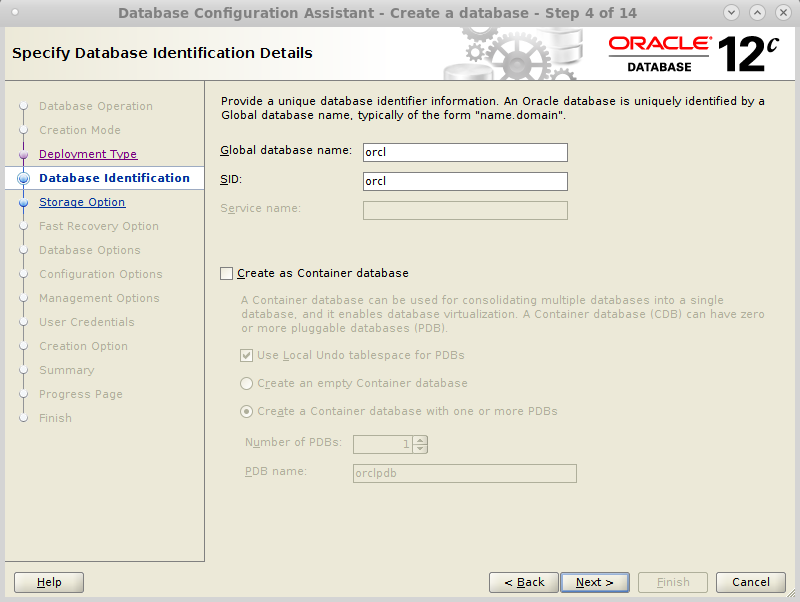 Database Configuration Assistant - Create a database - Step 4 of 14
Specify Database Identification Details
ORACLE®
DATABASE
12c
Database Operation
Creation Mode
Deployment Type
Database Identification
Storage Option
Fast Recovery Option
Database Options
Configuration Options
Management Options
User Credentials
Creation Option
Summary
Progress Page
Finish
Provide a unique database identifier information. An Oracle database is uniquely identified by a
Global database name, typically of the form "name.domain".
Global database name: orcl
SID: orcl
Service name:
Create as Container database
A Container database can be used for consolidating multiple databases into a single
database, and it enables database virtualization. A Container database (CDB) can have zero
or more pluggable databases (PDB).
Use Local Undo tablespace for PDBs
Create an empty Container database
Create a Container database with one or more PDBs
Number of PDBs: 1
PDB name: orclpdb
Help
< Back
Next >
Finish
Cancel